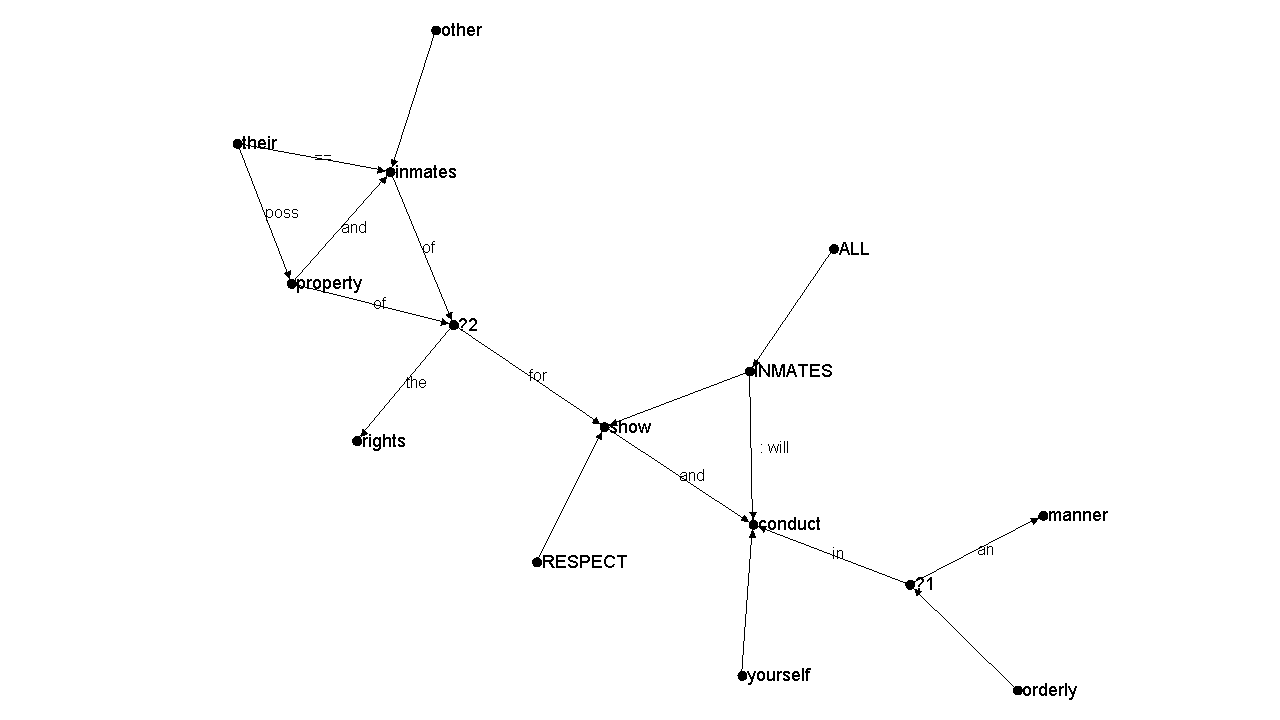 other
their
==
inmates
poss
and
of
ALL
property
of
?2
INMATES
for
the
show
rights
: will
and
manner
conduct
an
in
RESPECT
?1
yourself
orderly